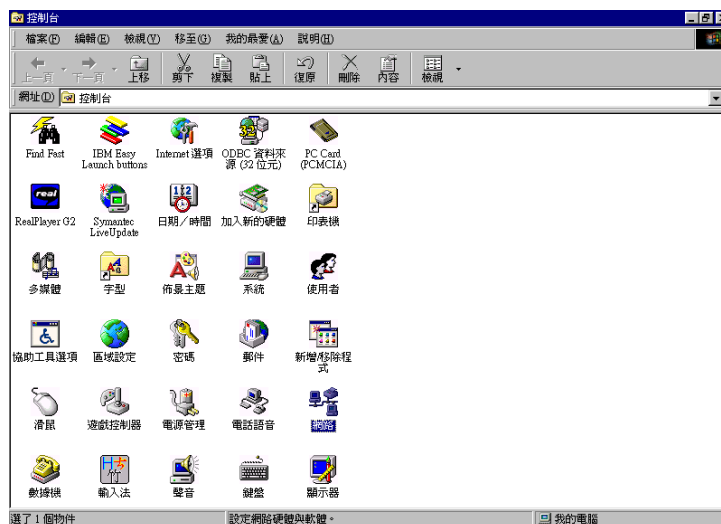 控制台
檔案(F) 編輯(E) 檢視(V) 移至(G) 我的最愛(A) 説明(H)
上一頁 下一頁 上移 剪下 複製 貼上 復原 刪除 內容 檢視
網址(D) 控制台
Find Fast
IBM Easy
Launch buttons
Internet 選項
ODBC 資料來
源 (32 位元)
PC Card
(PCMCIA)
real
RealPlayer G2
Symantec
LiveUpdate
日期／時間
加入新的硬體
印表機
多媒體
字型
佈景主題
系統
使用者
協助工具選項
區域設定
密碼
郵件
新增/移除程
式
滑鼠
遊戲控制器
電源管理
電話語音
網路
數據機
輸入法
聲音
鍵盤
顯示器
選了 1 個物件 設定網路硬體與軟體。 我的電腦